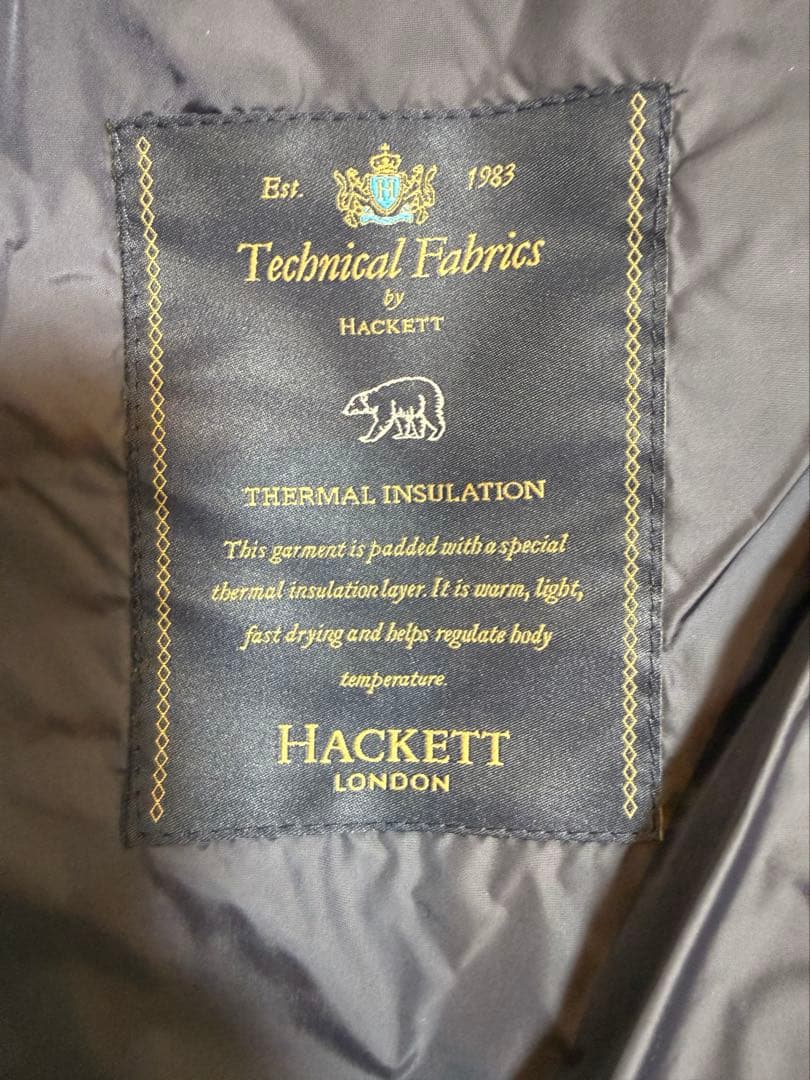 Est. 1983
H
Technical Fabrics
by
HACKETT
THERMAL INSULATION
This garment is padded with a special
thermal insulation layer. It is warm, light,
fast drying and helps regulate body
temperature.
HACKETT
LONDON